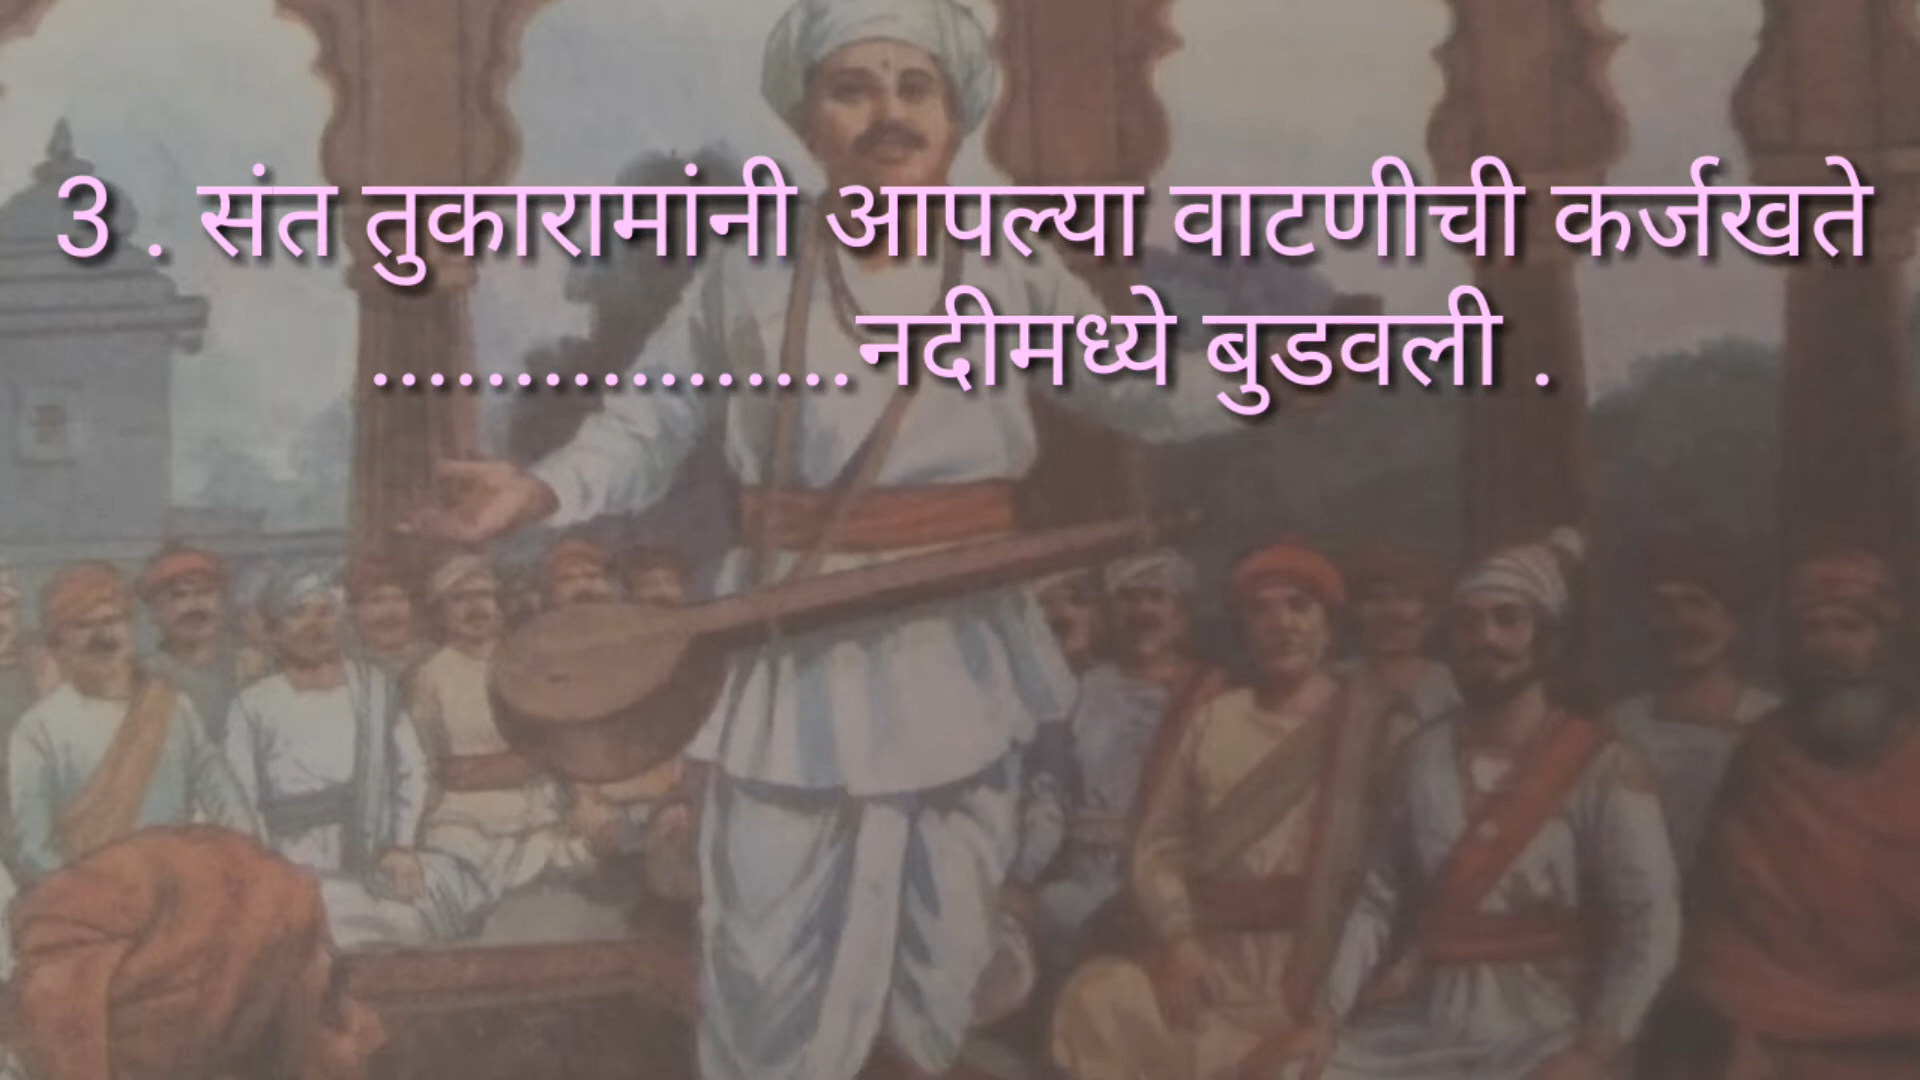 3 . संत तुकारामांनी आपल्या वाटणीची कर्जखते
.................नदीमध्ये बुडवली .